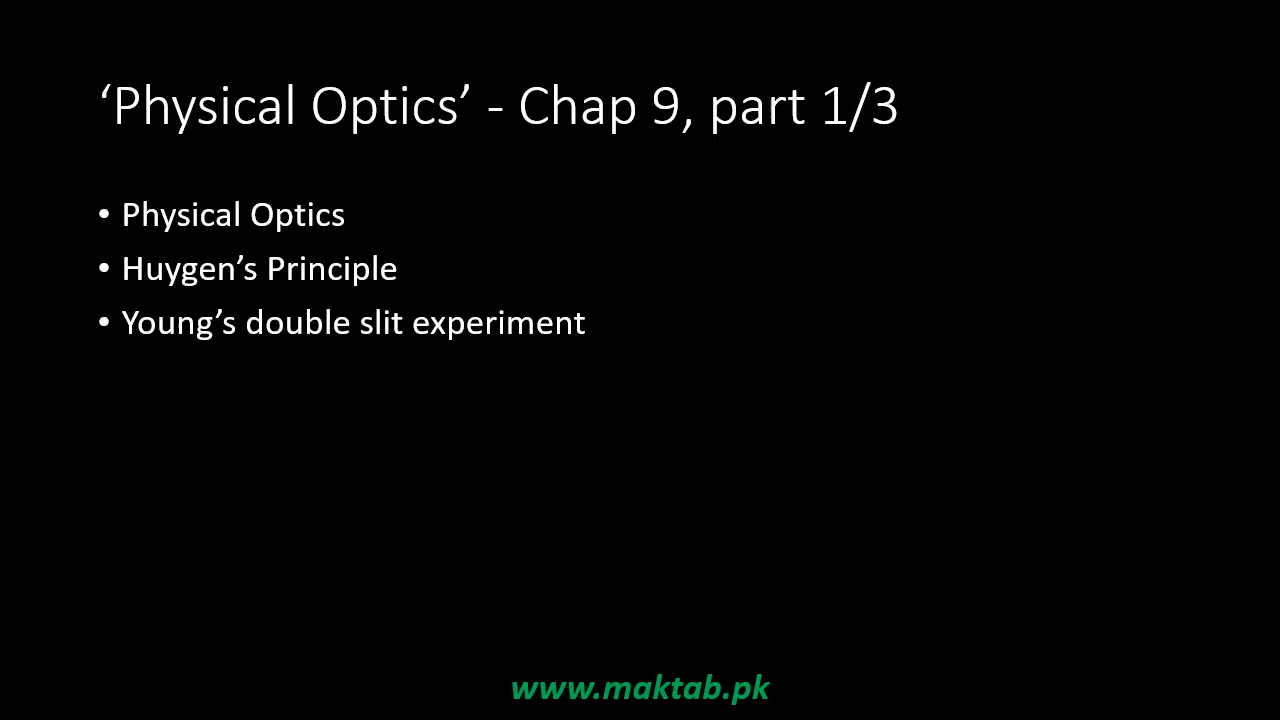 ‘Physical Optics’ - Chap 9, part 1/3
• Physical Optics
• Huygen’s Principle
• Young’s double slit experiment
www.maktab.pk